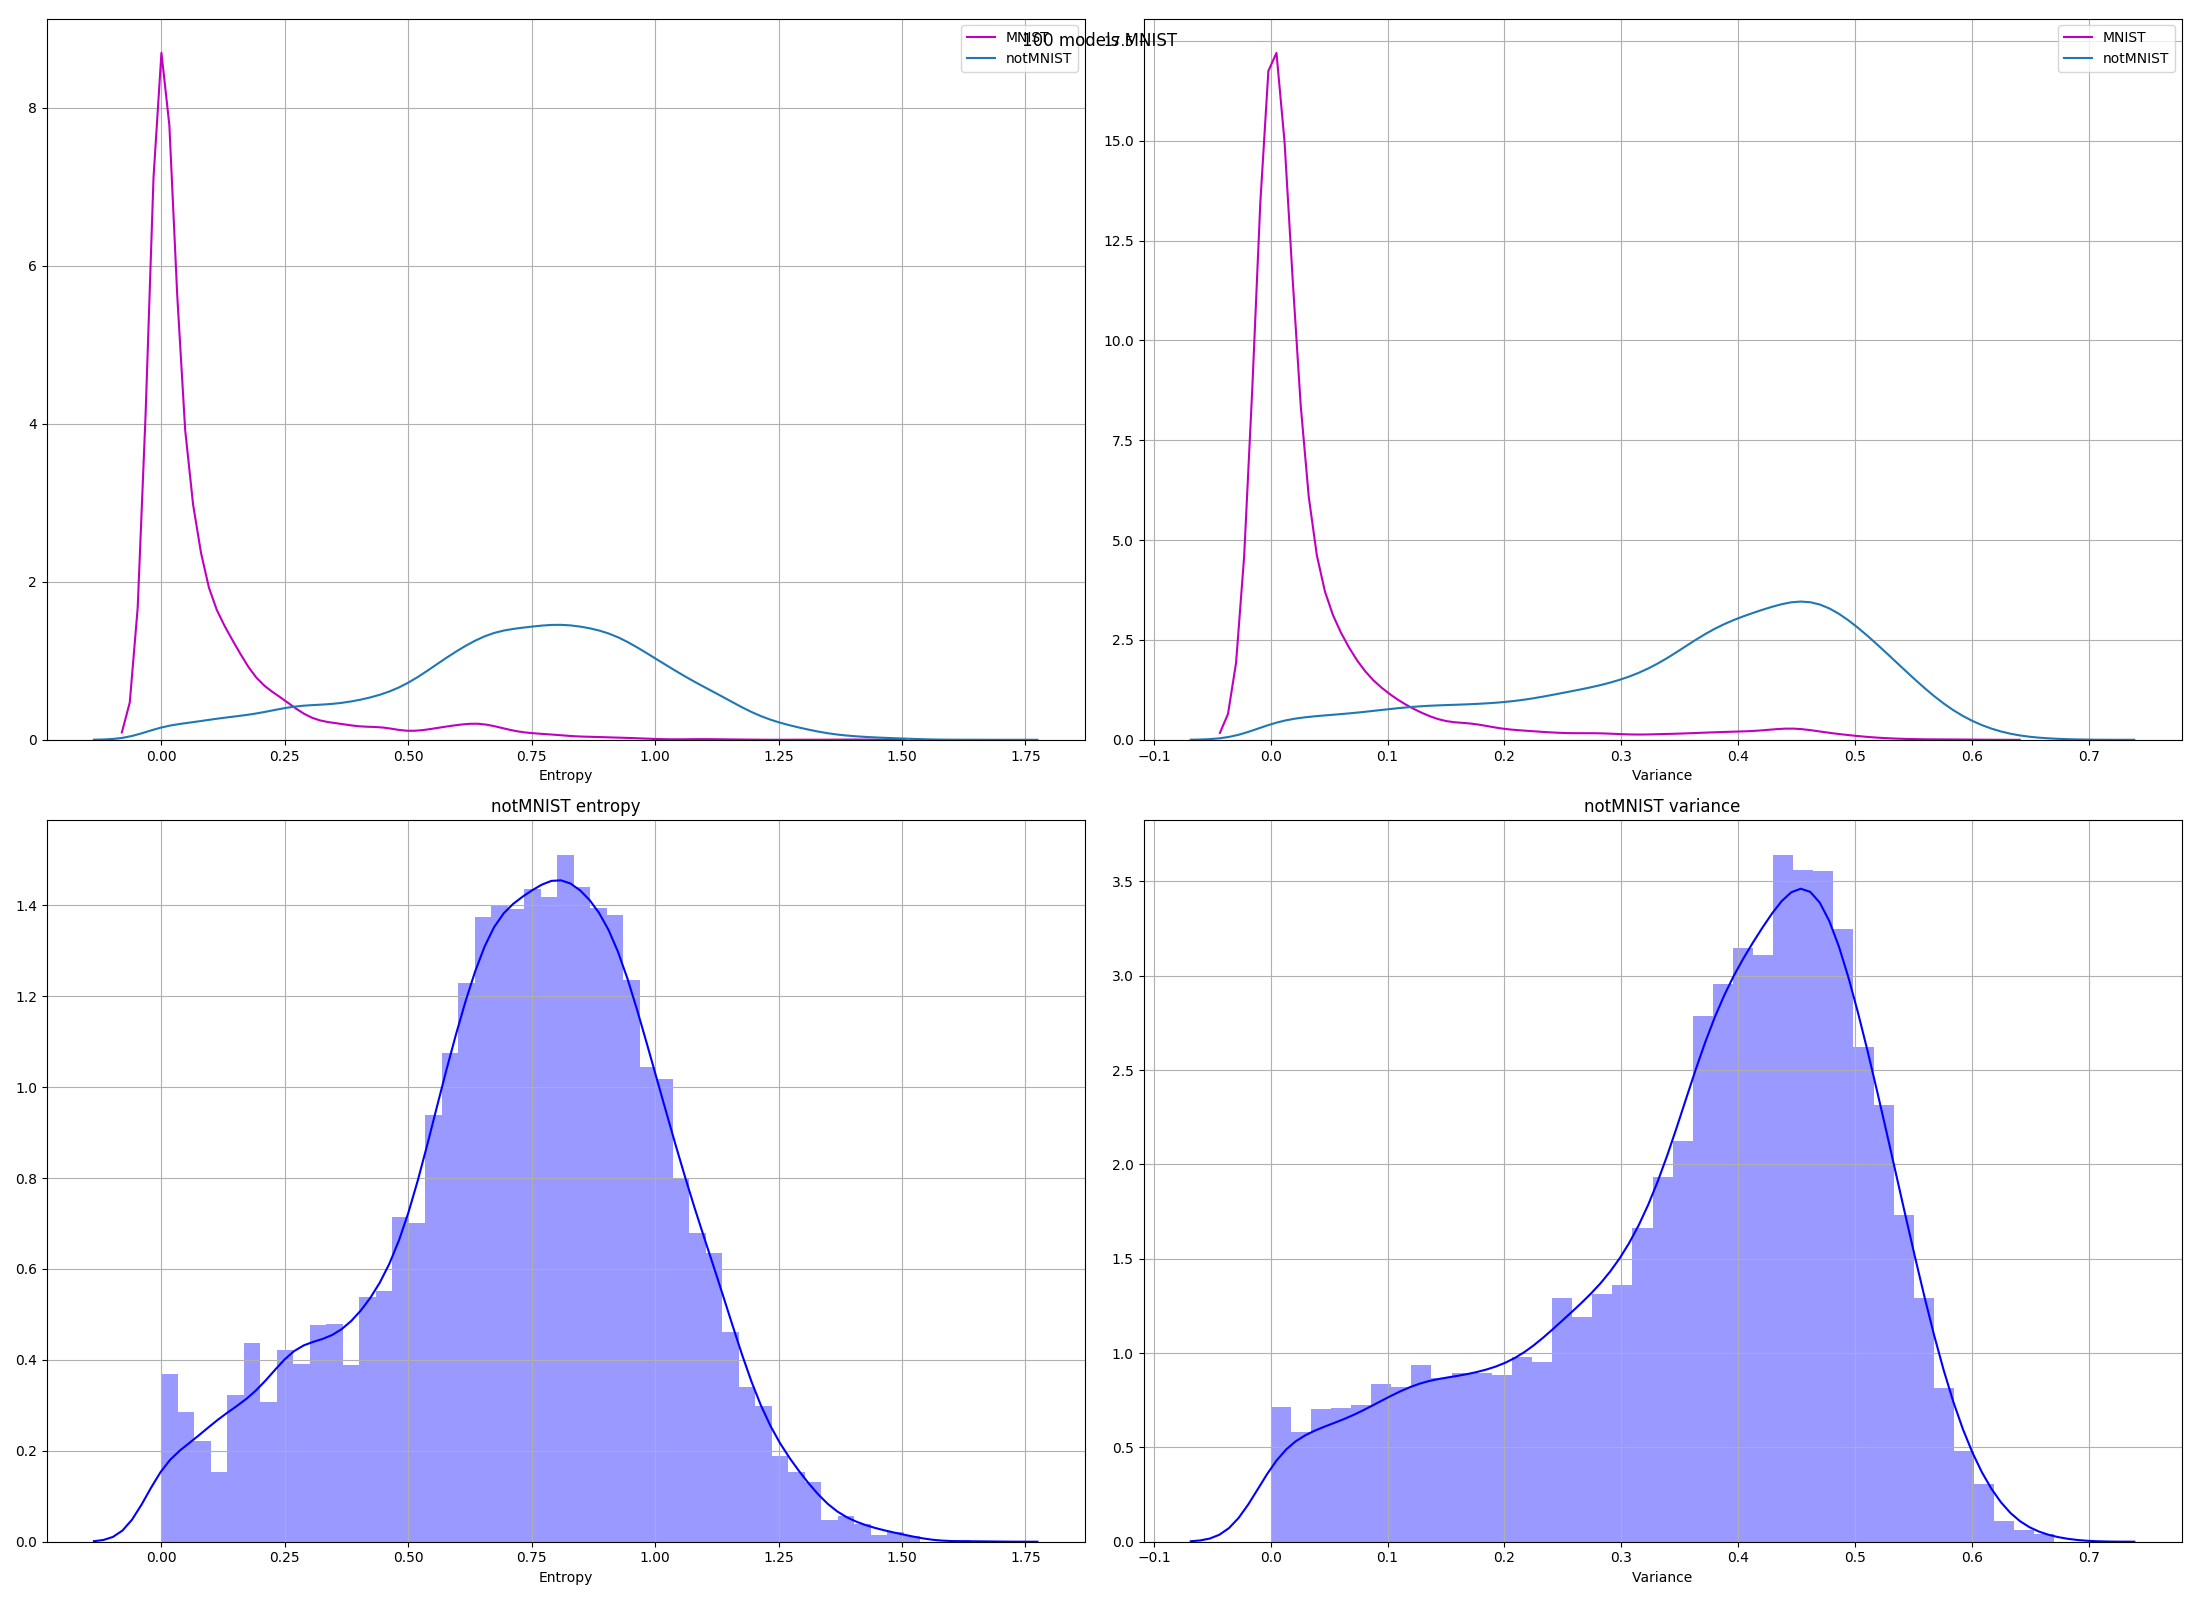 100 models MNIST
MNIST
notMNIST
8
6
4
2
0
0.00 0.25 0.50 0.75 1.00 1.25 1.50 1.75
Entropy
MNIST
notMNIST
17.5
15.0
12.5
10.0
7.5
5.0
2.5
0.0
−0.1 0.0 0.1 0.2 0.3 0.4 0.5 0.6 0.7
Variance
notMNIST entropy
1.4
1.2
1.0
0.8
0.6
0.4
0.2
0.0
0.00 0.25 0.50 0.75 1.00 1.25 1.50 1.75
Entropy
notMNIST variance
3.5
3.0
2.5
2.0
1.5
1.0
0.5
0.0
−0.1 0.0 0.1 0.2 0.3 0.4 0.5 0.6 0.7
Variance